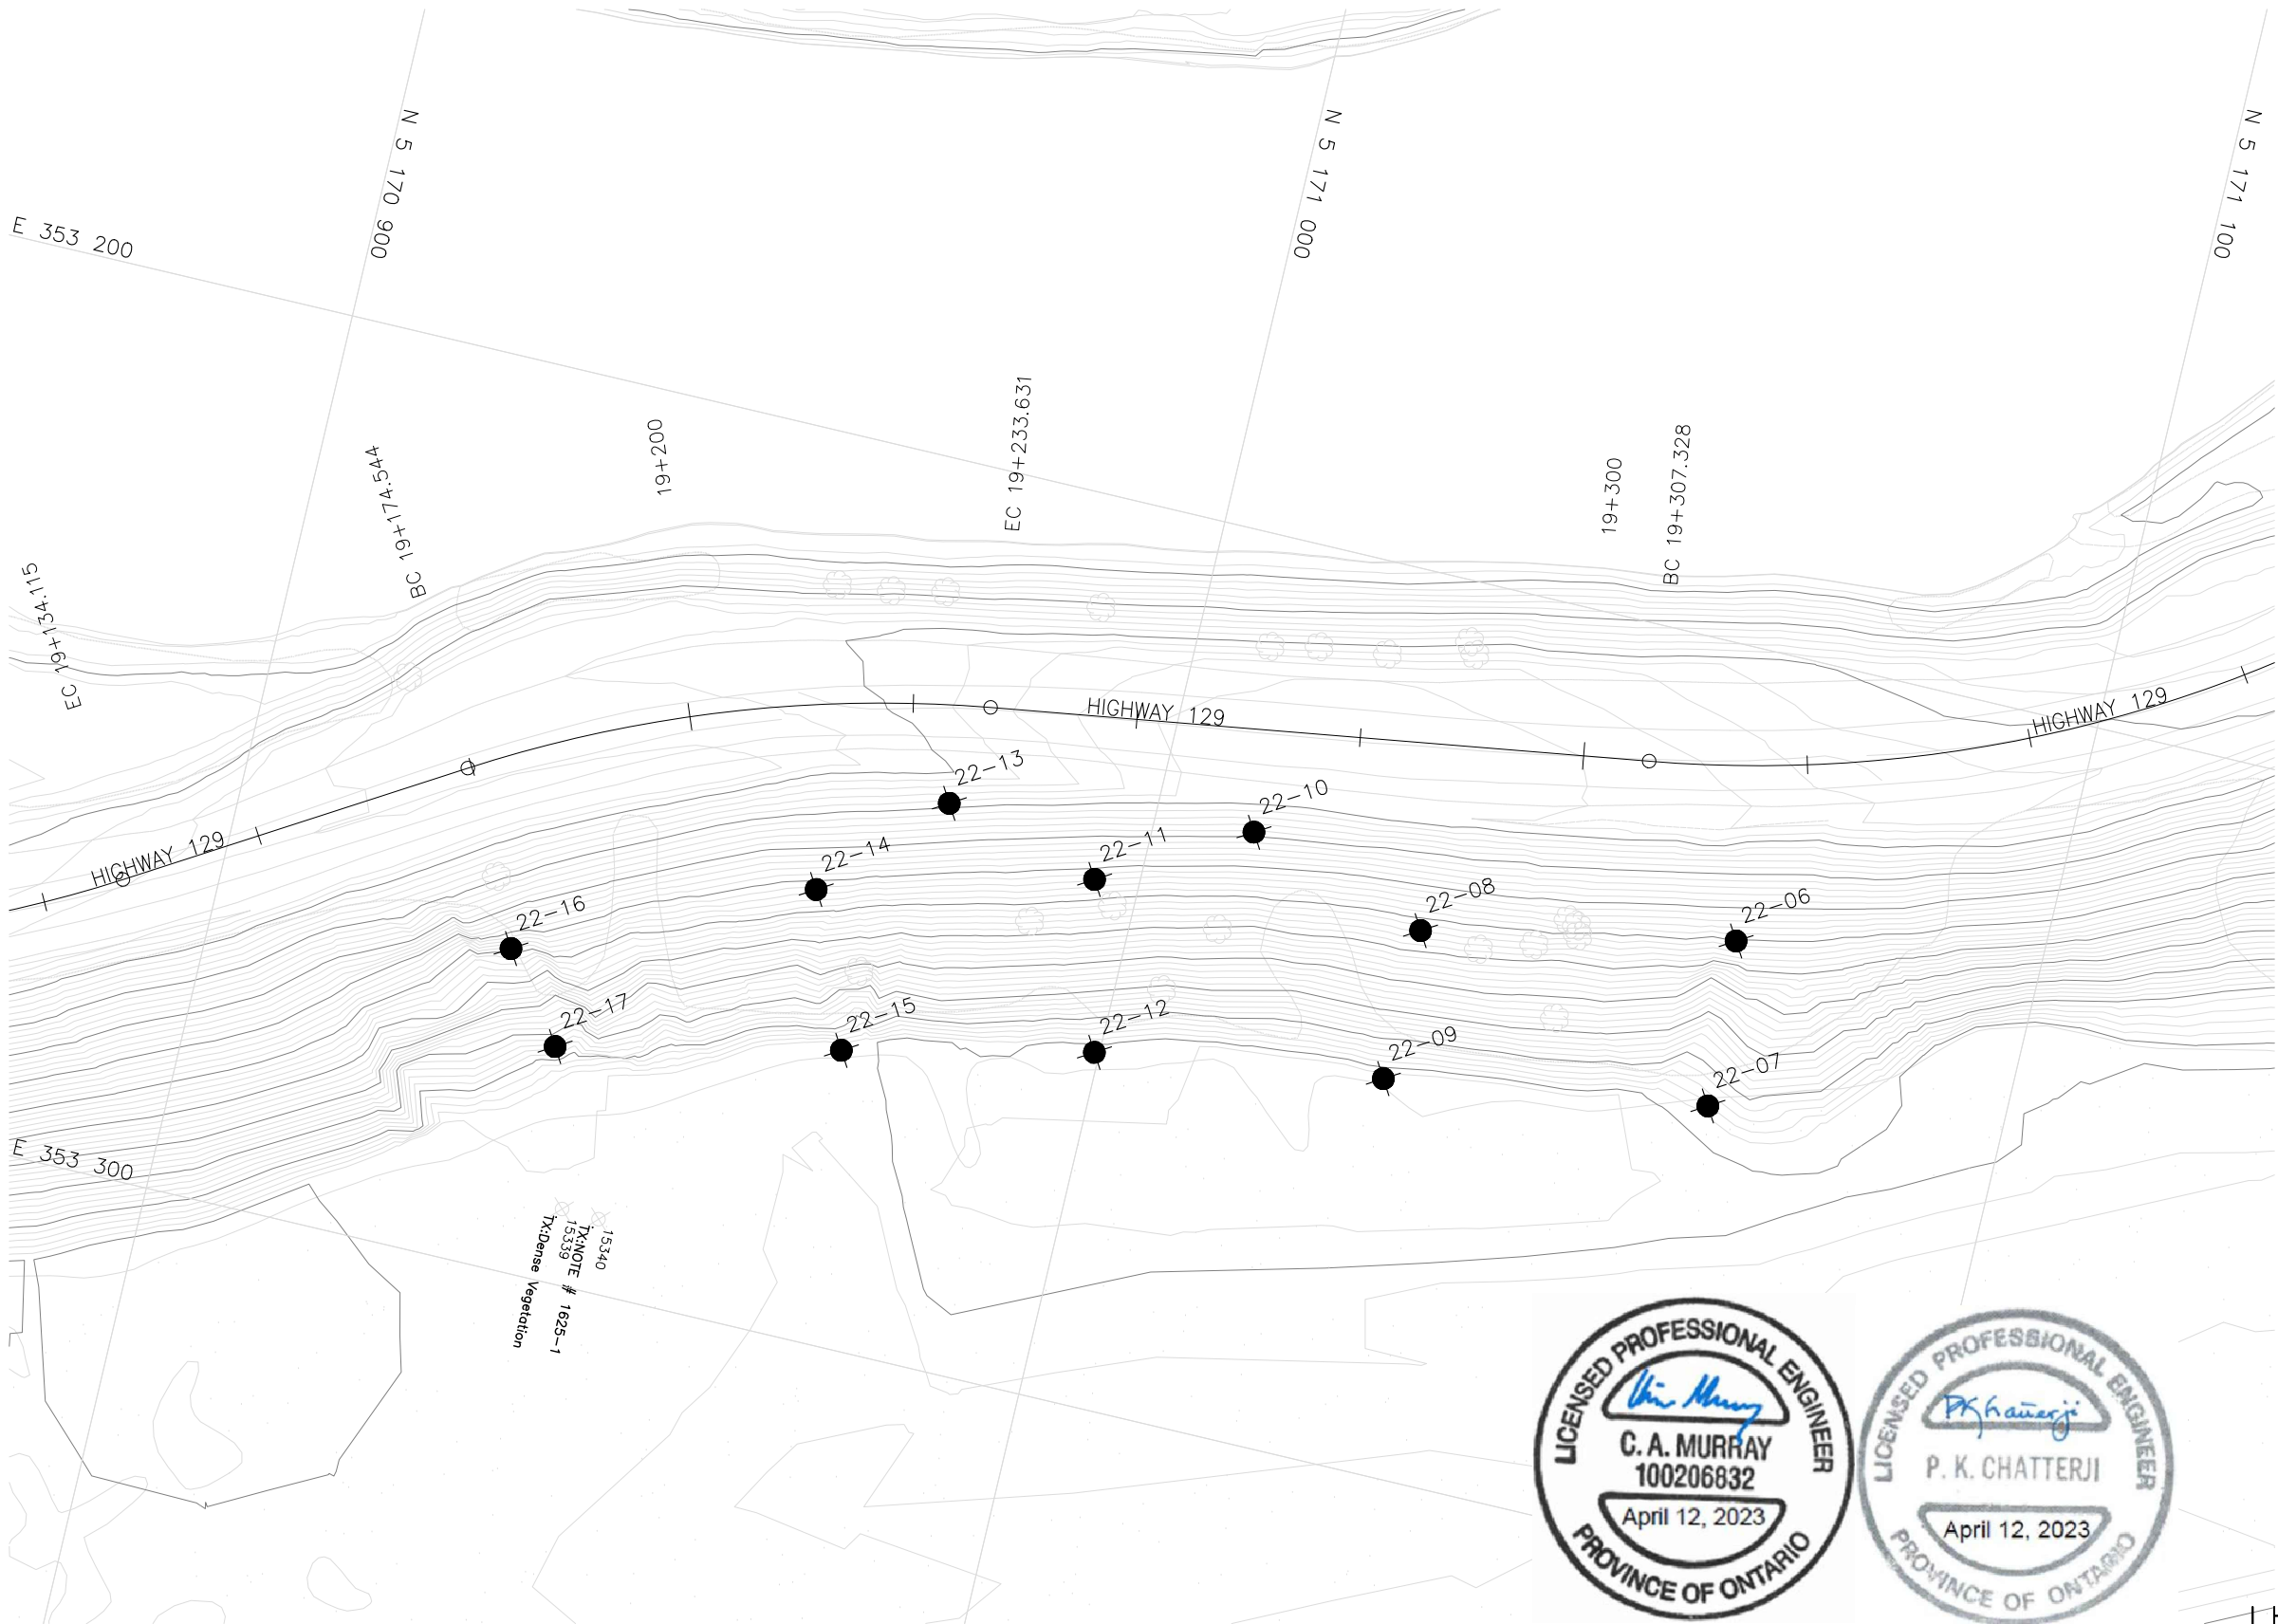 N 5 170 900
N 5 171 000
N 5 171 100
E 353 200
EC 19+134.115
BC 19+174.544
19+200
EC 19+233.631
19+300
BC 19+307.328
HIGHWAY 129
HIGHWAY 129
HIGHWAY 129
22-13
22-10
22-14
22-11
22-08
22-06
22-16
22-17
22-15
22-12
22-09
22-07
E 353 300
15340
TX:NOTE # 1625-1
15339
TX:Dense Vegetation
LICENSED PROFESSIONAL ENGINEER
C. A. MURRAY
100206832
April 12, 2023
PROVINCE OF ONTARIO
LICENSED PROFESSIONAL ENGINEER
P. K. CHATTERJI
April 12, 2023
PROVINCE OF ONTARIO